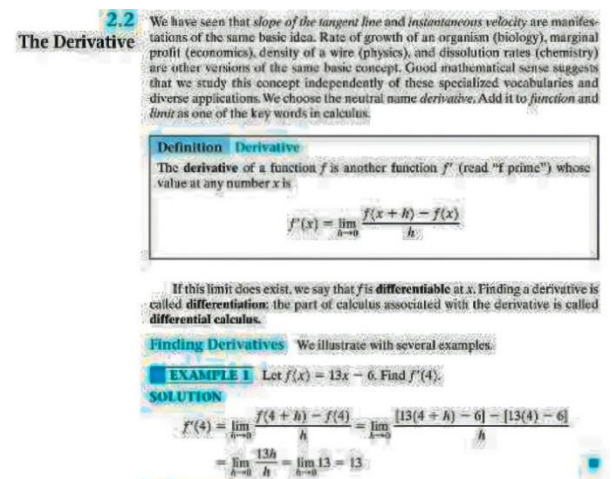 2.2
The Derivative
We have seen that slope of the tangent line and instantaneous velocity are manifes-
tations of the same basic idea. Rate of growth of an organism (biology), marginal
profit (economics), density of a wire (physics), and dissolution rates (chemistry)
are other versions of the same basic concept. Good mathematical sense suggests
that we study this concept independently of these specialized vocabularies and
diverse applications. We choose the neutral name derivative. Add it to function and
limit as one of the key words in calculus.
Definition Derivative
The derivative of a function f is another function f' (read "f prime") whose
value at any number x is
f'(x) = lim h→0 f(x + h) − f(x) / h
If this limit does exist, we say that f is differentiable at x. Finding a derivative is
called differentiation; the part of calculus associated with the derivative is called
differential calculus.
Finding Derivatives We illustrate with several examples.
EXAMPLE 1 Let f(x) = 13x − 6. Find f'(4).
SOLUTION
f'(4) = lim h→0 f(4 + h) − f(4) / h = lim h→0 [13(4 + h) − 6] − [13(4) − 6] / h
= lim h→0 13h / h = lim h→0 13 = 13